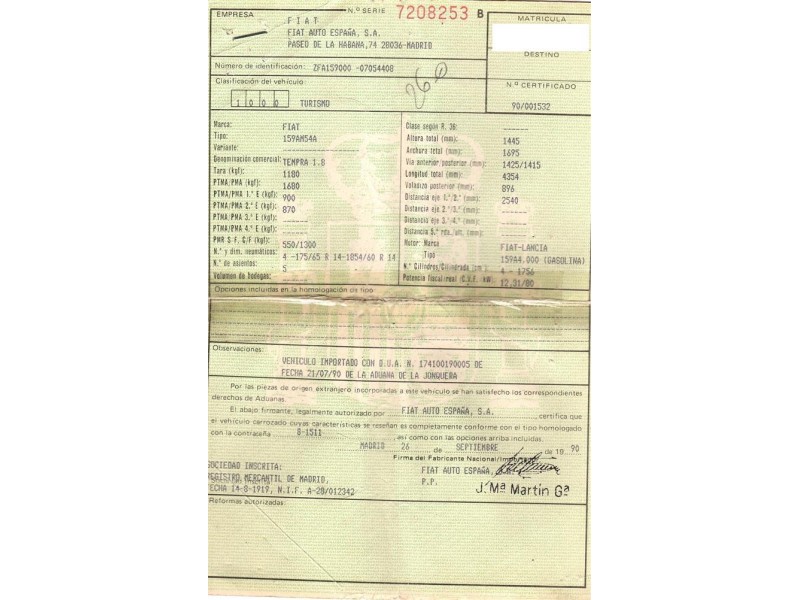 EMPRESA
N.º SERIE 7208253 B
MATRICULA
FIAT
FIAT AUTO ESPAÑA, S.A.
PASEO DE LA HABANA,74 28036-MADRID
DESTINO
Número de identificación: ZFA159000 -07054408
Clasificación del vehículo:
260
N.º CERTIFICADO
90/001532
1000 TURISMO
Marca: FIAT
Tipo: 159AM54A
Variante: -------
Denominación comercial: TEMPRA 1.8
Tara (kgf): 1180
PTMA/PMA (kgf): 1680
PTMA/PMA 1.º E (kgf): 900
PTMA/PMA 2.º E (kgf): 870
PTMA/PMA 3.º E (kgf): ------
PTMA/PMA 4.º E (kgf): ------
PMR S.F. C/F (kgf): 550/1300
N.º y dim. neumáticos: 4 -175/65 R 14-1854/60 R 14
N.º de asientos: 5
Volumen de bodegas: ------
Clase según R. 36: ------
Altura total (mm): 1445
Anchura total (mm): 1695
Vía anterior/posterior (mm): 1425/1415
Longitud total (mm): 4354
Voladizo posterior (mm): 896
Distancia eje 1.º/2.º (mm): 2540
Distancia eje 2.º/3.º (mm): ------
Distancia eje 3.º/4.º (mm): ------
Distancia 5.ª rda. últ. (mm): ------
Motor: Marca FIAT-LANCIA
Tipo 159A4.000 (GASOLINA)
N.º Cilindres/Cilindrada (cm³) 4 - 1756
Potencia fiscal/real (C.V.F./ kW. 12.31/80
Opciones incluidas en la homologación de tipo:
Observaciones:
VEHICULO IMPORTADO CON D.U.A. N. 174100190005 DE
FECHA 21/07/90 DE LA ADUANA DE LA JONQUERA
Por las piezas de origen extranjero incorporadas a este vehículo se han satisfecho los correspondientes
derechos de Aduanas.
El abajo firmante, legalmente autorizado por FIAT AUTO ESPAÑA, S.A. certifica que
el vehículo carrozado cuyas características se reseñan es completamente conforme con el tipo homologado
con la contraseña B-1511 , así como con las opciones arriba incluidas.
MADRID 26 de SEPTIEMBRE de 19 90
Firma del Fabricante Nacional/Importador
SOCIEDAD INSCRITA:
REGISTRO MERCANTIL DE MADRID,
FECHA 14-8-1919, N.I.F. A-28/012342
FIAT AUTO ESPAÑA,
P.P.
J. Mª Martín Gª
Reformas autorizadas: